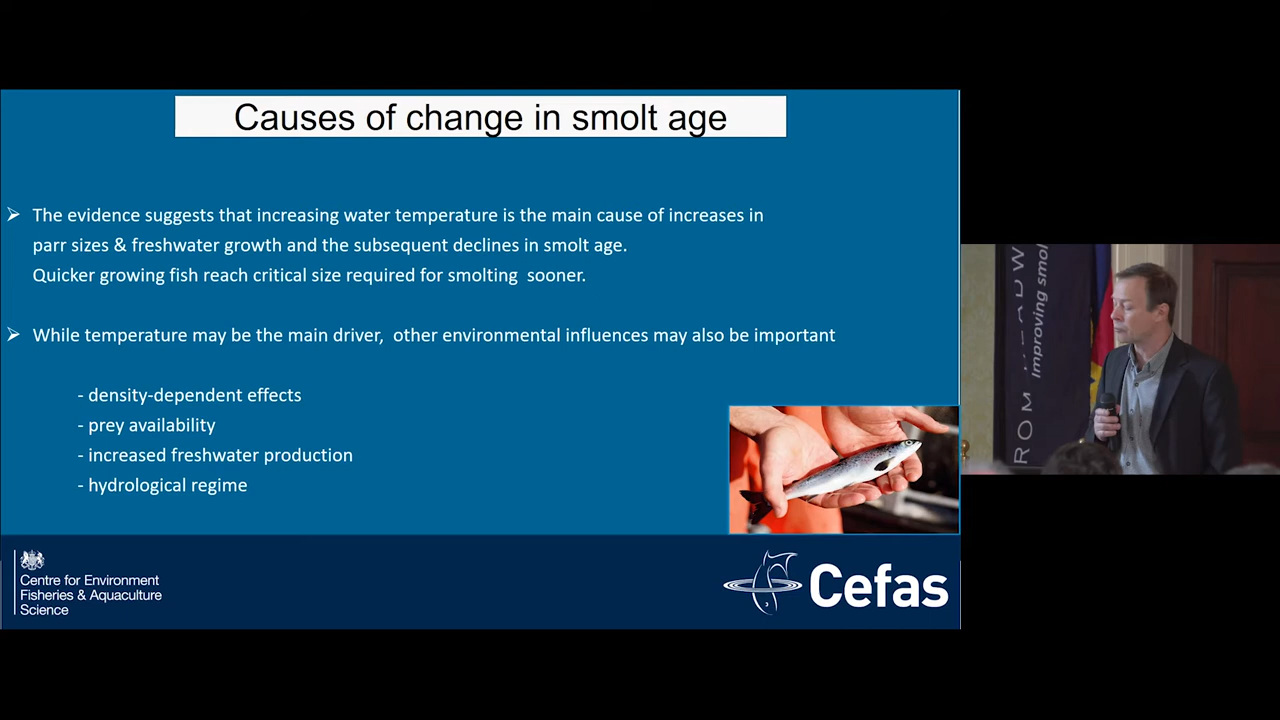 Causes of change in smolt age
➢ The evidence suggests that increasing water temperature is the main cause of increases in
parr sizes & freshwater growth and the subsequent declines in smolt age.
Quicker growing fish reach critical size required for smolting sooner.
➢ While temperature may be the main driver, other environmental influences may also be important
- density-dependent effects
- prey availability
- increased freshwater production
- hydrological regime
Centre for Environment
Fisheries & Aquaculture
Science
Cefas
ROM
Improving smol